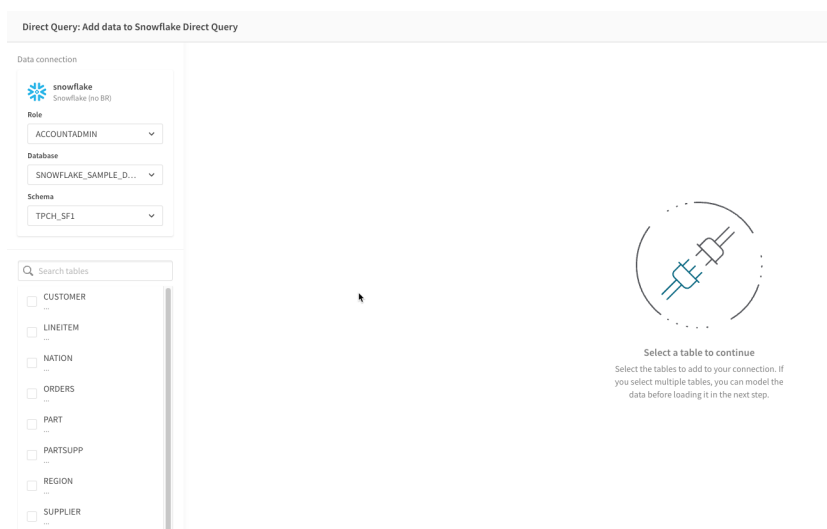 Direct Query: Add data to Snowflake Direct Query
Data connection
snowflake
Snowflake (no BR)
Role
ACCOUNTADMIN
Database
SNOWFLAKE_SAMPLE_D...
Schema
TPCH_SF1
Search tables
CUSTOMER
...
LINEITEM
...
NATION
...
ORDERS
...
PART
...
PARTSUPP
...
REGION
...
SUPPLIER
...
Select a table to continue
Select the tables to add to your connection. If
you select multiple tables, you can model the
data before loading it in the next step.